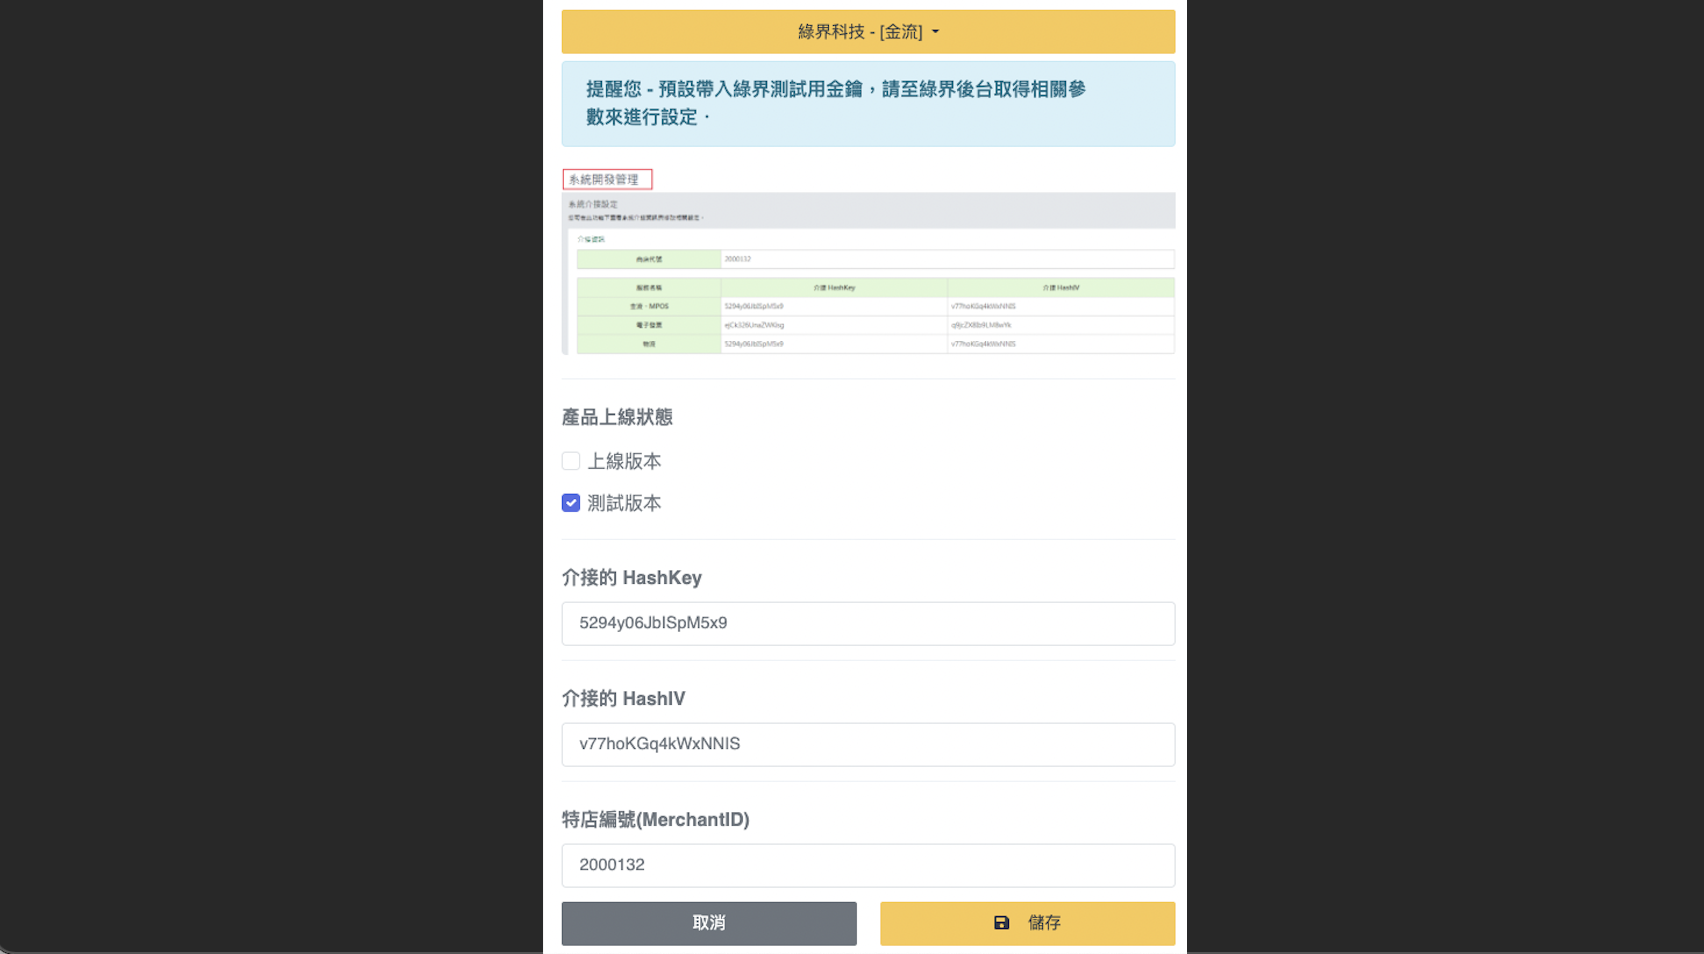 綠界科技 - [金流]
提醒您 - 預設帶入綠界測試用金鑰，請至綠界後台取得相關參
數來進行設定．
系統開發管理
系統介接設定
介接資訊
商店代號 2000132
服務名稱 介接 HashKey 介接 HashIV
金流、MPOS 5294y06JbISpM5x9 v77hoKGq4kWxNNIS
電子發票
物流 5294y06JbISpM5x9 v77hoKGq4kWxNNIS
產品上線狀態
上線版本
測試版本
介接的 HashKey
5294y06JbISpM5x9
介接的 HashIV
v77hoKGq4kWxNNIS
特店編號(MerchantID)
2000132
取消
儲存